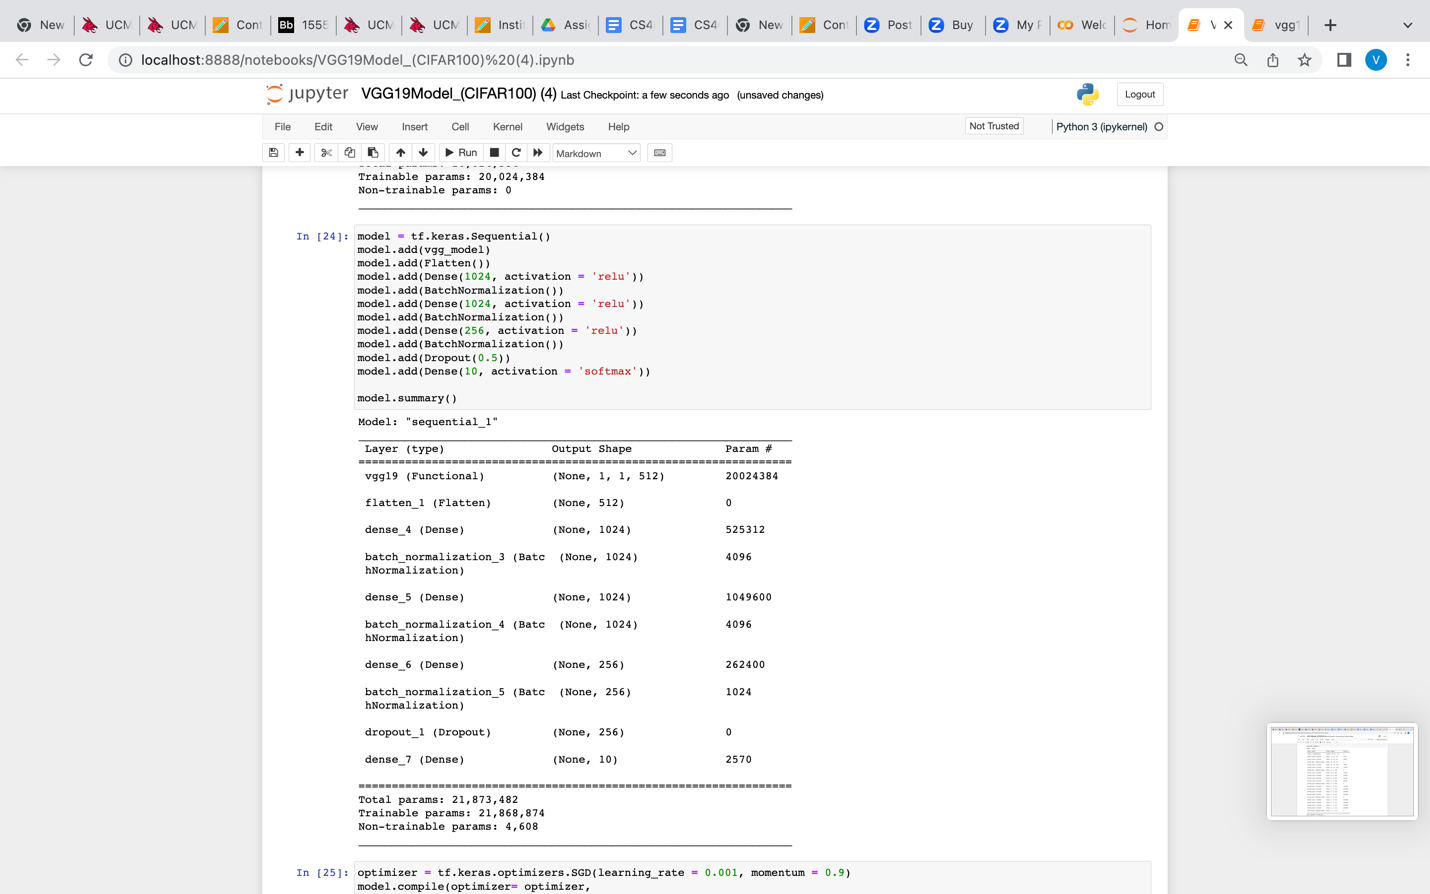 New UCM UCM Cont Bb 1555 UCM UCM Insti Assi CS4 CS4 New Cont Post Buy My F Welc Hom V vgg1
localhost:8888/notebooks/VGG19Model_(CIFAR100)%20(4).ipynb V
jupyter VGG19Model_(CIFAR100) (4) Last Checkpoint: a few seconds ago (unsaved changes) Logout
File Edit View Insert Cell Kernel Widgets Help Not Trusted Python 3 (ipykernel)
Run Markdown
Trainable params: 20,024,384
Non-trainable params: 0
In [24]: model = tf.keras.Sequential()
model.add(vgg_model)
model.add(Flatten())
model.add(Dense(1024, activation = 'relu'))
model.add(BatchNormalization())
model.add(Dense(1024, activation = 'relu'))
model.add(BatchNormalization())
model.add(Dense(256, activation = 'relu'))
model.add(BatchNormalization())
model.add(Dropout(0.5))
model.add(Dense(10, activation = 'softmax'))
model.summary()
Model: "sequential_1"
Layer (type) Output Shape Param #
=================================================================
vgg19 (Functional) (None, 1, 1, 512) 20024384
flatten_1 (Flatten) (None, 512) 0
dense_4 (Dense) (None, 1024) 525312
batch_normalization_3 (Batc (None, 1024) 4096
hNormalization)
dense_5 (Dense) (None, 1024) 1049600
batch_normalization_4 (Batc (None, 1024) 4096
hNormalization)
dense_6 (Dense) (None, 256) 262400
batch_normalization_5 (Batc (None, 256) 1024
hNormalization)
dropout_1 (Dropout) (None, 256) 0
dense_7 (Dense) (None, 10) 2570
=================================================================
Total params: 21,873,482
Trainable params: 21,868,874
Non-trainable params: 4,608
In [25]: optimizer = tf.keras.optimizers.SGD(learning_rate = 0.001, momentum = 0.9)
model.compile(optimizer= optimizer,